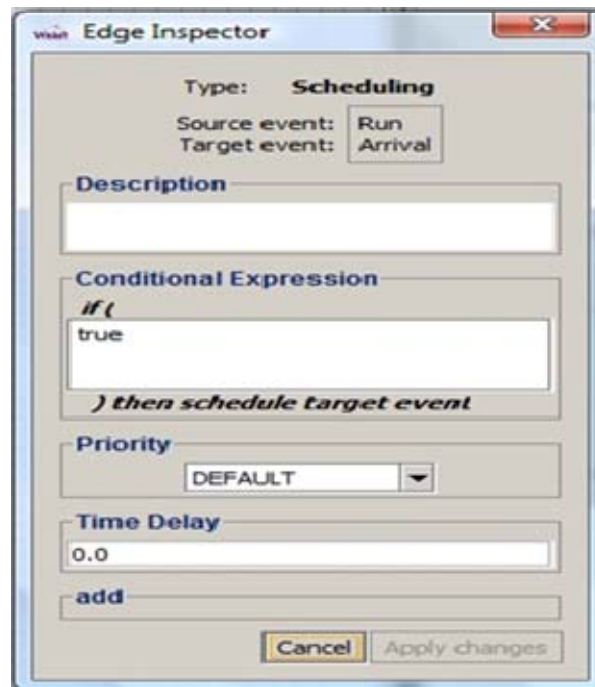 Viskit Edge Inspector
Type: Scheduling
Source event: Run
Target event: Arrival
Description
Conditional Expression
if (
true
) then schedule target event
Priority
DEFAULT
Time Delay
0.0
add
Cancel Apply changes